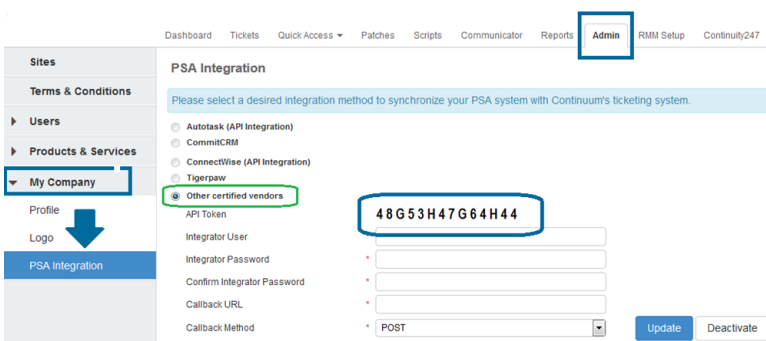 Dashboard Tickets Quick Access Patches Scripts Communicator Reports Admin RMM Setup Continuity247
Sites
Terms & Conditions
Users
Products & Services
My Company
Profile
Logo
PSA Integration
PSA Integration
Please select a desired integration method to synchronize your PSA system with Continuum's ticketing system.
Autotask (API Integration)
CommitCRM
ConnectWise (API Integration)
Tigerpaw
Other certified vendors
API Token 48G53H47G64H44
Integrator User
Integrator Password *
Confirm Integrator Password *
Callback URL *
Callback Method * POST
Update Deactivate